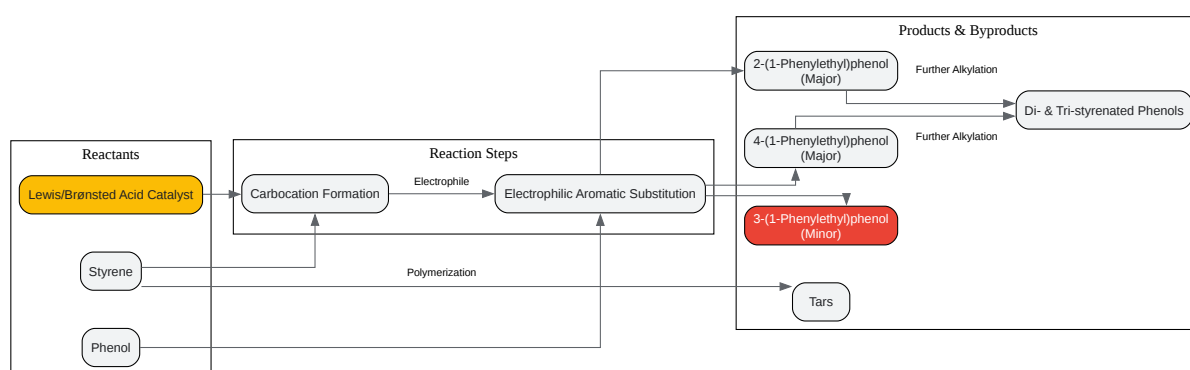 Products & Byproducts
2-(1-Phenylethyl)phenol
(Major)
Further Alkylation
Di- & Tri-styrenated Phenols
4-(1-Phenylethyl)phenol
(Major)
Further Alkylation
Reactants
Reaction Steps
Lewis/Brønsted Acid Catalyst
Carbocation Formation
Electrophile
Electrophilic Aromatic Substitution
3-(1-Phenylethyl)phenol
(Minor)
Styrene
Polymerization
Tars
Phenol